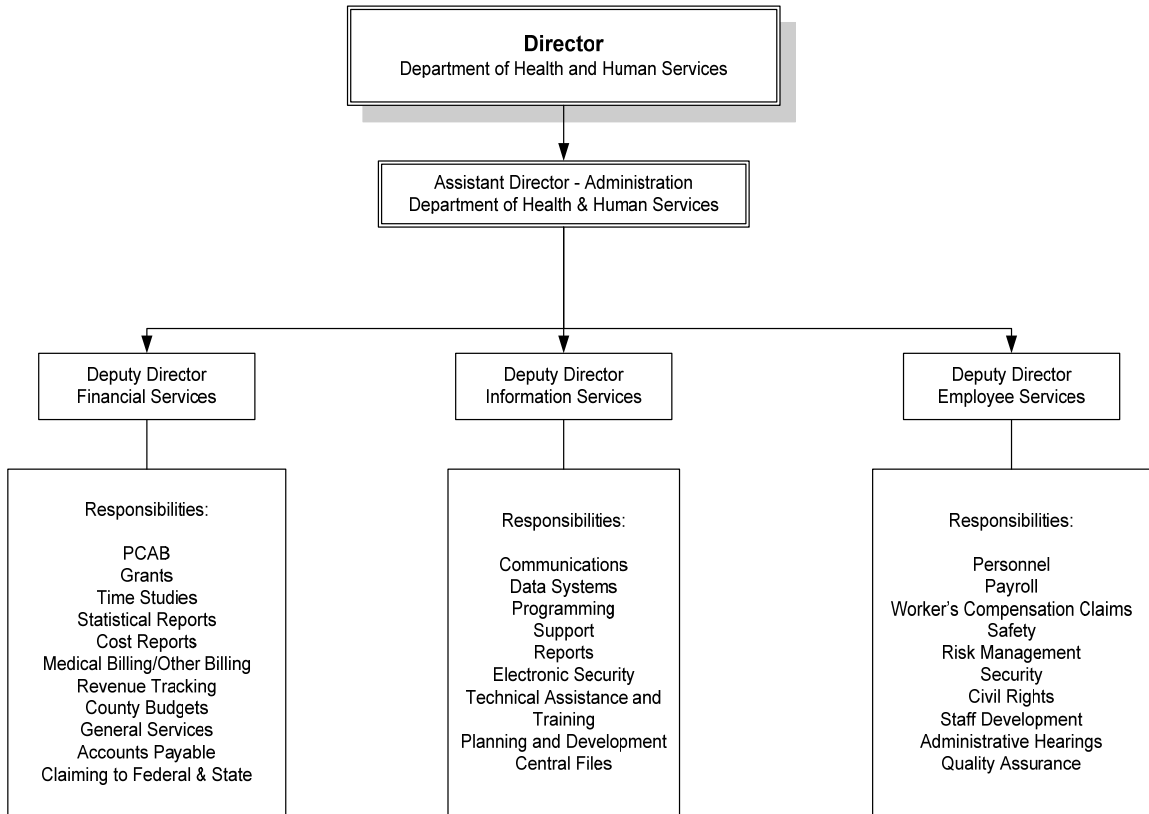 Director
Department of Health and Human Services
Assistant Director - Administration
Department of Health & Human Services
Deputy Director
Financial Services
Deputy Director
Information Services
Deputy Director
Employee Services
Responsibilities:
PCAB
Grants
Time Studies
Statistical Reports
Cost Reports
Medical Billing/Other Billing
Revenue Tracking
County Budgets
General Services
Accounts Payable
Claiming to Federal & State
Responsibilities:
Communications
Data Systems
Programming
Support
Reports
Electronic Security
Technical Assistance and
Training
Planning and Development
Central Files
Responsibilities:
Personnel
Payroll
Worker's Compensation Claims
Safety
Risk Management
Security
Civil Rights
Staff Development
Administrative Hearings
Quality Assurance